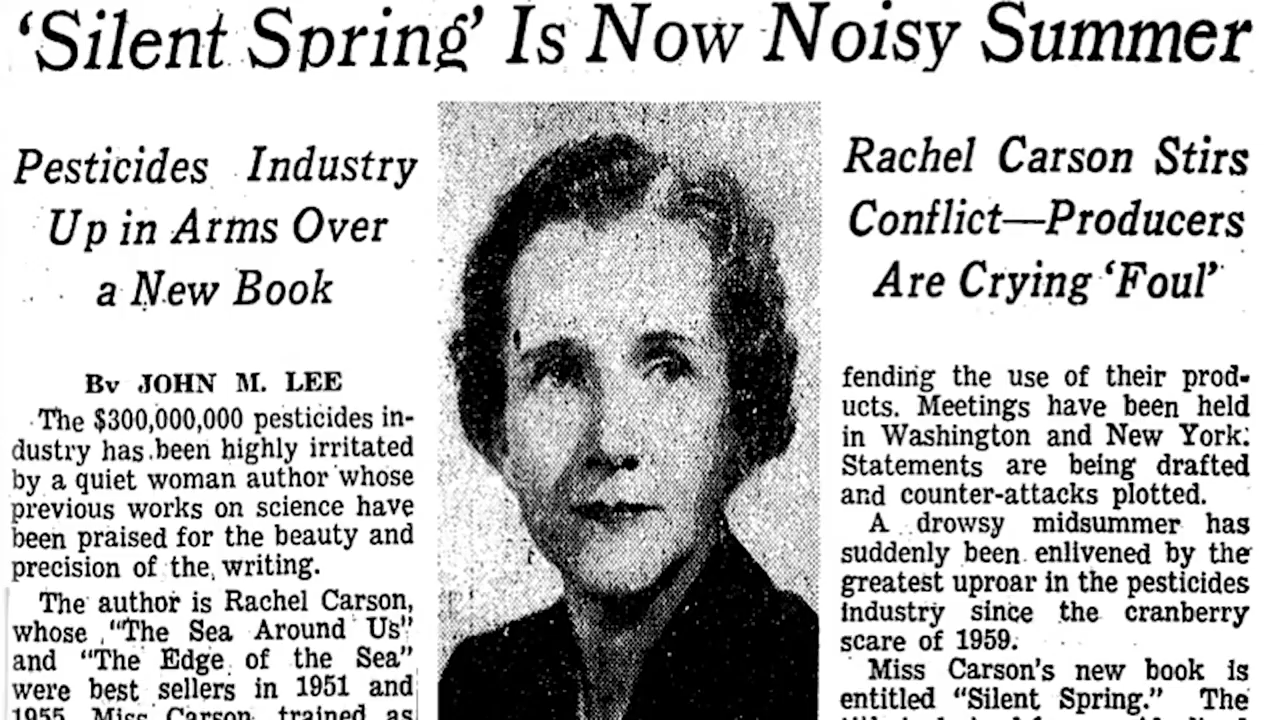 ‘Silent Spring’ Is Now Noisy Summer
Pesticides Industry
Up in Arms Over
a New Book
Rachel Carson Stirs
Conflict—Producers
Are Crying ‘Foul’
By JOHN M. LEE
The $300,000,000 pesticides in-
dustry has been highly irritated
by a quiet woman author whose
previous works on science have
been praised for the beauty and
precision of the writing.
The author is Rachel Carson,
whose "The Sea Around Us"
and "The Edge of the Sea"
were best sellers in 1951 and
1955. Miss Carson, trained as
fending the use of their prod-
ucts. Meetings have been held
in Washington and New York.
Statements are being drafted
and counter-attacks plotted.
A drowsy midsummer has
suddenly been enlivened by the
greatest uproar in the pesticides
industry since the cranberry
scare of 1959.
Miss Carson's new book is
entitled "Silent Spring." The